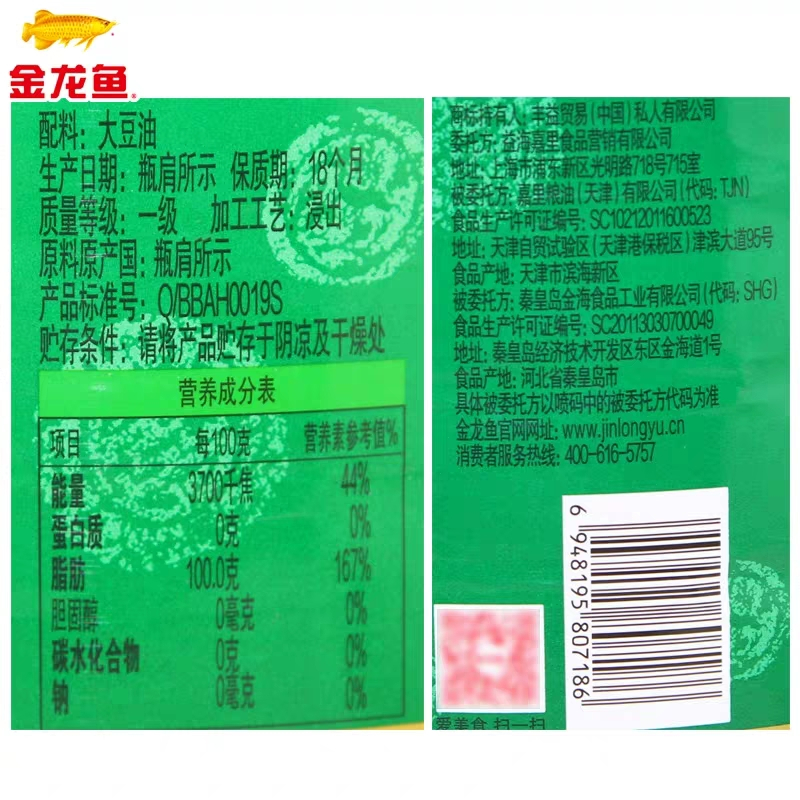 金龙鱼
配料：大豆油
生产日期：瓶肩所示 保质期：18个月
质量等级：一级 加工工艺：浸出
原料原产国：瓶肩所示
产品标准号：Q/BBAH0019S
贮存条件：请将产品贮存于阴凉及干燥处
营养成分表
项目 每100克 营养素参考值%
能量 3700千焦 44%
蛋白质 0克 0%
脂肪 100.0克 167%
胆固醇 0毫克 0%
碳水化合物 0克 0%
钠 0毫克 0%
商标持有人：丰益贸易(中国)私人有限公司
委托方：益海嘉里食品营销有限公司
地址：上海市浦东新区光明路718号715室
被委托方：嘉里粮油(天津)有限公司(代码：TJN)
食品生产许可证编号：SC10212011600523
地址：天津自贸试验区(天津港保税区)津滨大道95号
食品产地：天津市滨海新区
被委托方：秦皇岛金海食品工业有限公司(代码：SHG)
食品生产许可证编号：SC20113030700049
地址：秦皇岛经济技术开发区东区金海道1号
食品产地：河北省秦皇岛市
具体被委托方以喷码中的被委托方代码为准
金龙鱼官网网址：www.jinlongyu.cn
消费者服务热线：400-616-5757
6 948195 807186
爱美食 扫一扫